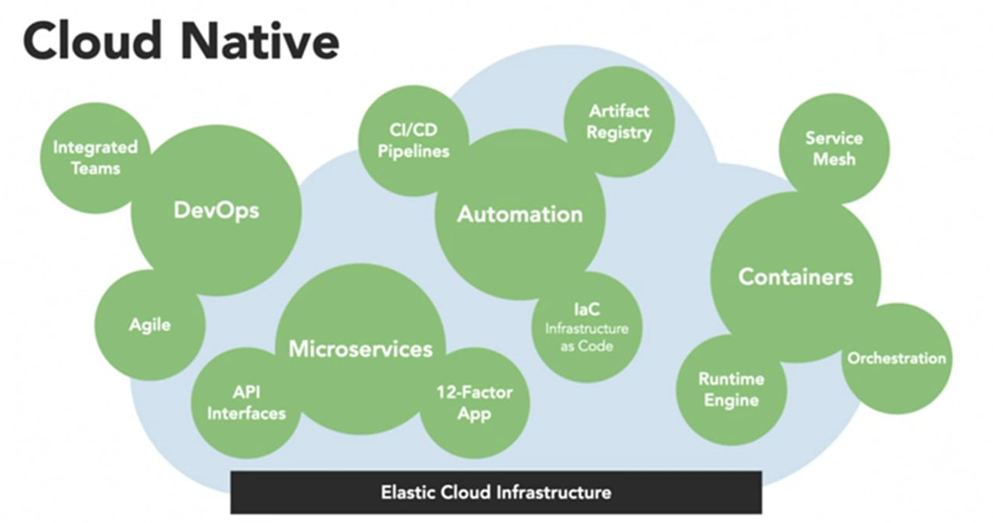 Cloud Native
Integrated
Teams
DevOps
Agile
CI/CD
Pipelines
Artifact
Registry
Automation
IaC
Infrastructure
as Code
Microservices
API
Interfaces
12-Factor
App
Service
Mesh
Containers
Runtime
Engine
Orchestration
Elastic Cloud Infrastructure